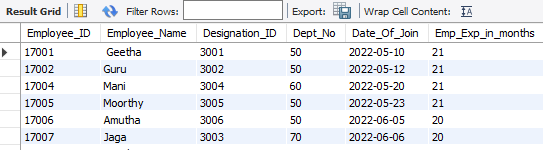 Result Grid Filter Rows: Export: Wrap Cell Content:
Employee_ID Employee_Name Designation_ID Dept_No Date_Of_Join Emp_Exp_in_months
17001 Geetha 3001 50 2022-05-10 21
17002 Guru 3002 50 2022-05-12 21
17004 Mani 3004 60 2022-05-20 21
17005 Moorthy 3005 50 2022-05-23 21
17006 Amutha 3006 50 2022-06-05 20
17007 Jaga 3003 70 2022-06-06 20